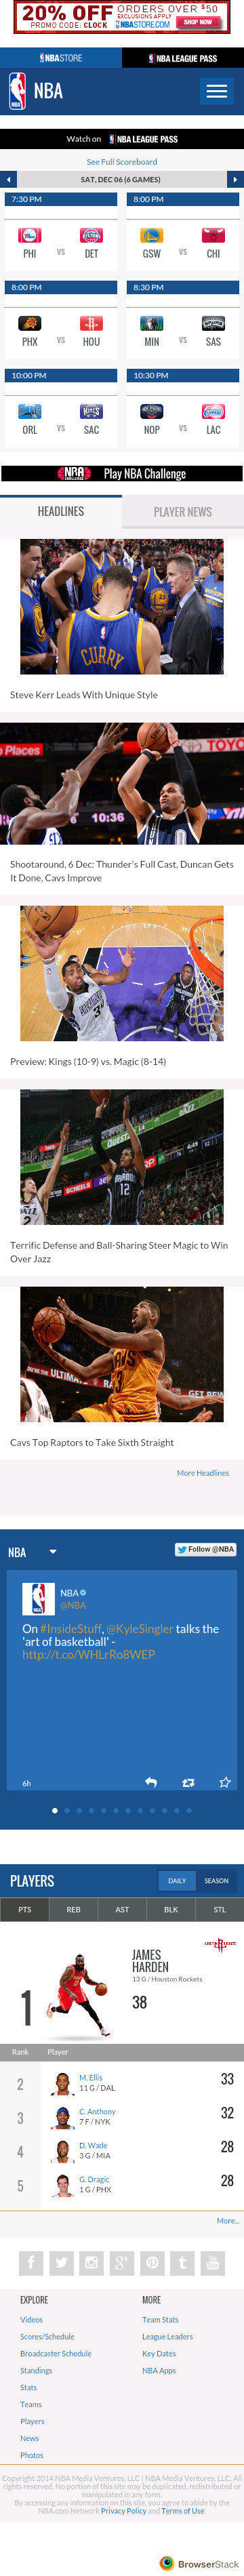 20% OFF ORDERS OVER $50
EXCLUSIONS APPLY
PROMO CODE: CLOCK NBASTORE.COM SHOP NOW
NBASTORE NBA LEAGUE PASS
NBA
Watch on NBA LEAGUE PASS
See Full Scoreboard
SAT, DEC 06 (6 GAMES)
7:30 PM 8:00 PM
PHI VS DET GSW VS CHI
8:00 PM 8:30 PM
PHX VS HOU MIN VS SAS
10:00 PM 10:30 PM
ORL VS SAC NOP VS LAC
NBA CHALLENGE Play NBA Challenge
HEADLINES PLAYER NEWS
CURRY
Steve Kerr Leads With Unique Style
Places TOYO
Shootaround, 6 Dec: Thunder's Full Cast, Duncan Gets
It Done, Cavs Improve
Preview: Kings (10-9) vs. Magic (8-14)
Terrific Defense and Ball-Sharing Steer Magic to Win
Over Jazz
Cavs Top Raptors to Take Sixth Straight
More Headlines
NBA Follow @NBA
NBA
@NBA
On #InsideStuff, @KyleSingler talks the
'art of basketball' -
http://t.co/WHLrRo8WEP
6h
PLAYERS DAILY SEASON
PTS REB AST BLK STL
1 JAMES
HARDEN
13 G / Houston Rockets
38
Rank Player
2 M. Ellis 33
11 G / DAL
3 C. Anthony 32
7 F / NYK
4 D. Wade 28
3 G / MIA
5 G. Dragic 28
1 G / PHX
More...
EXPLORE MORE
Videos Team Stats
Scores/Schedule League Leaders
Broadcaster Schedule Key Dates
Standings NBA Apps
Stats
Teams
Players
News
Photos
Copyright 2014 NBA Media Ventures, LLC | NBA Media Ventures, LLC. All
rights reserved. No portion of this site may be duplicated, redistributed or
manipulated in any form.
By accessing any information on this site, you agree to abide by the
NBA.com Network Privacy Policy and Terms of Use
BrowserStack